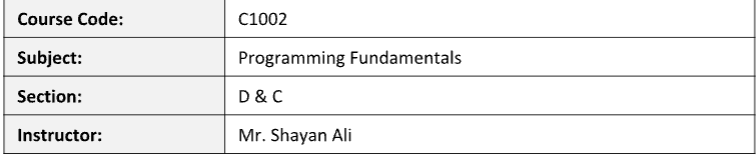 Course Code: C1002
Subject: Programming Fundamentals
Section: D & C
Instructor: Mr. Shayan Ali